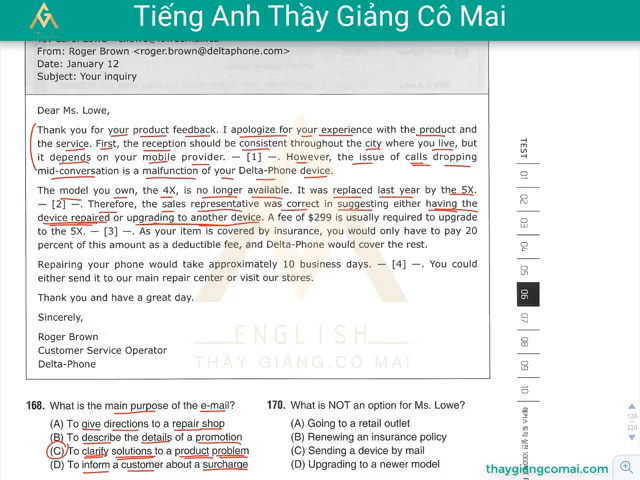 Tiếng Anh Thầy Giảng Cô Mai
ENGLISH
From: Roger Brown <roger.brown@deltaphone.com>
Date: January 12
Subject: Your inquiry
Dear Ms. Lowe,
Thank you for your product feedback. I apologize for your experience with the product and
the service. First, the reception should be consistent throughout the city where you live, but
it depends on your mobile provider. — [1] —. However, the issue of calls dropping
mid-conversation is a malfunction of your Delta-Phone device.
The model you own, the 4X, is no longer available. It was replaced last year by the 5X.
— [2] —. Therefore, the sales representative was correct in suggesting either having the
device repaired or upgrading to another device. A fee of $299 is usually required to upgrade
to the 5X. — [3] —. As your item is covered by insurance, you would only have to pay 20
percent of this amount as a deductible fee, and Delta-Phone would cover the rest.
Repairing your phone would take approximately 10 business days. — [4] —. You could
either send it to our main repair center or visit our stores.
Thank you and have a great day.
Sincerely,
Roger Brown
Customer Service Operator
Delta-Phone
ENGLISH
THẦY GIẢNG.CÔ MAI
168. What is the main purpose of the e-mail?
(A) To give directions to a repair shop
(B) To describe the details of a promotion
(C) To clarify solutions to a product problem
(D) To inform a customer about a surcharge
170. What is NOT an option for Ms. Lowe?
(A) Going to a retail outlet
(B) Renewing an insurance policy
(C) Sending a device by mail
(D) Upgrading to a newer model
TEST
01
02
03
04
05
06
07
08
09
10
120
220
thaygiangcomai.com